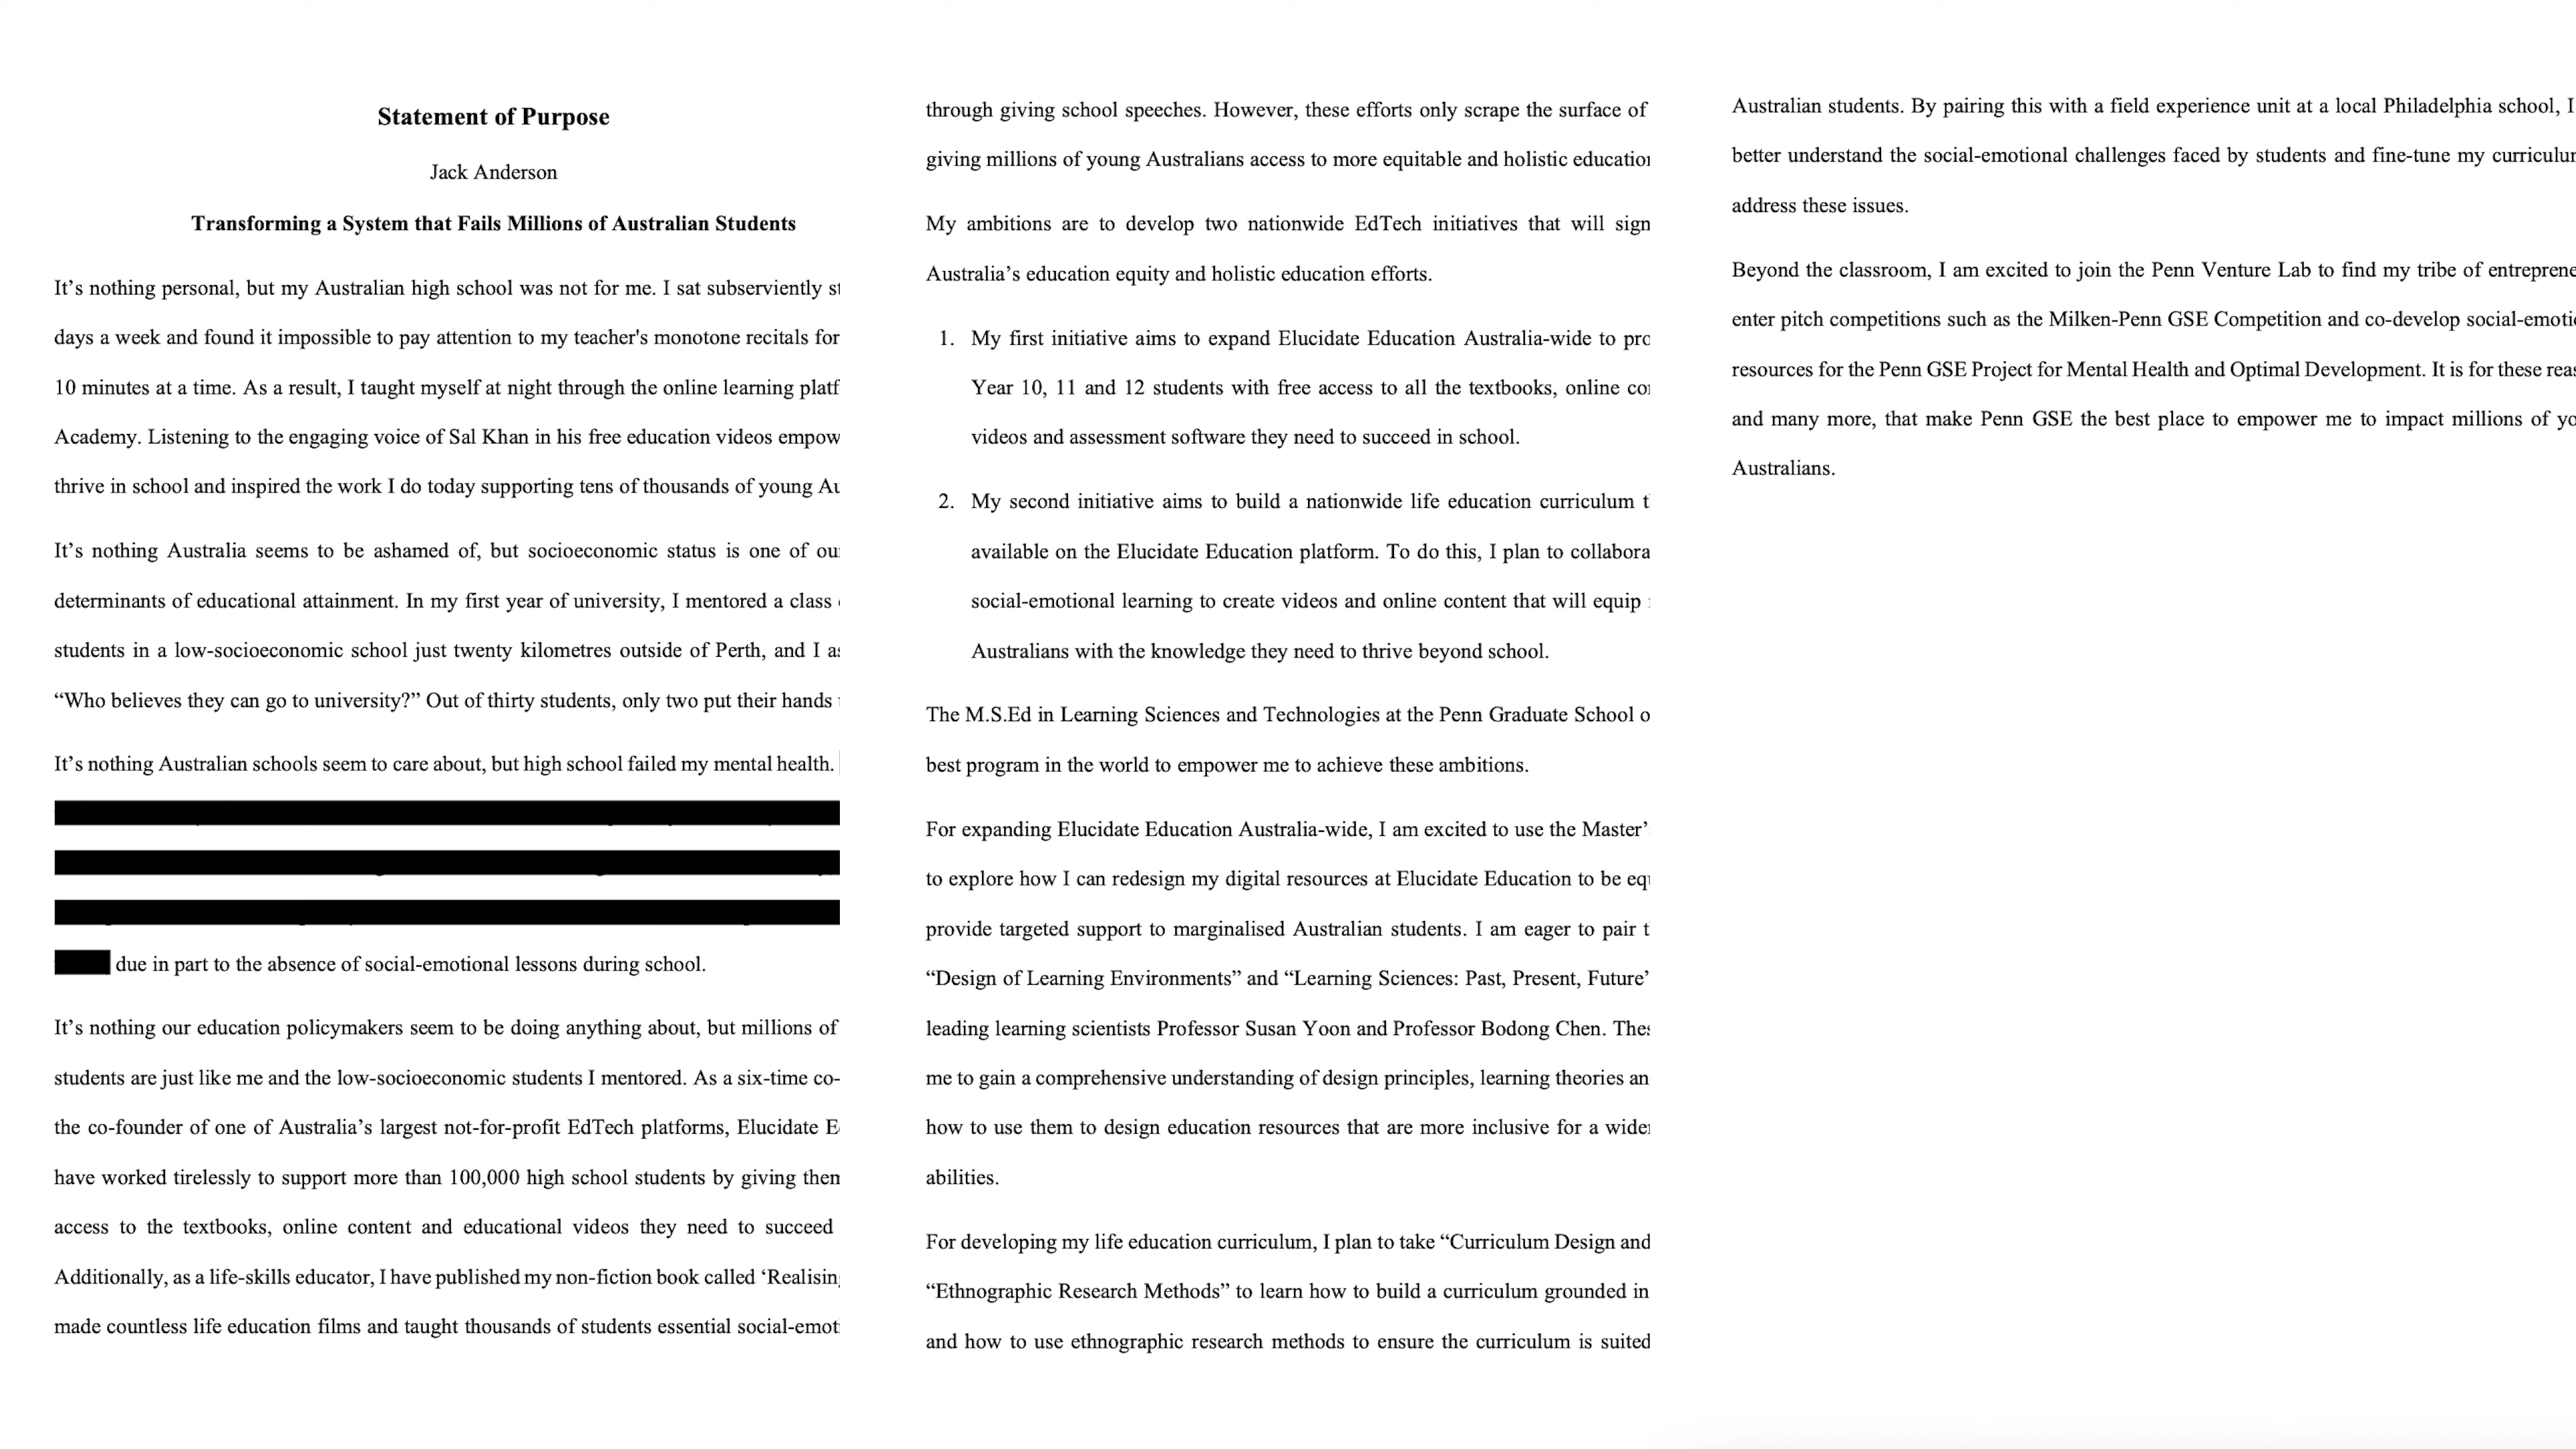 Statement of Purpose
Jack Anderson
Transforming a System that Fails Millions of Australian Students
It’s nothing personal, but my Australian high school was not for me. I sat subserviently
days a week and found it impossible to pay attention to my teacher's monotone recitals for
10 minutes at a time. As a result, I taught myself at night through the online learning
Academy. Listening to the engaging voice of Sal Khan in his free education videos
thrive in school and inspired the work I do today supporting tens of thousands of young
It’s nothing Australia seems to be ashamed of, but socioeconomic status is one of
determinants of educational attainment. In my first year of university, I mentored a class
students in a low-socioeconomic school just twenty kilometres outside of Perth, and I
“Who believes they can go to university?” Out of thirty students, only two put their hands
It’s nothing Australian schools seem to care about, but high school failed my mental health.
due in part to the absence of social-emotional lessons during school.
It’s nothing our education policymakers seem to be doing anything about, but millions of
students are just like me and the low-socioeconomic students I mentored. As a six-time co-
the co-founder of one of Australia’s largest not-for-profit EdTech platforms, Elucidate
have worked tirelessly to support more than 100,000 high school students by giving
access to the textbooks, online content and educational videos they need to succeed
Additionally, as a life-skills educator, I have published my non-fiction book called
made countless life education films and taught thousands of students essential
through giving school speeches. However, these efforts only scrape the surface of
giving millions of young Australians access to more equitable and holistic
My ambitions are to develop two nationwide EdTech initiatives that will
Australia’s education equity and holistic education efforts.
1. My first initiative aims to expand Elucidate Education Australia-wide to
Year 10, 11 and 12 students with free access to all the textbooks, online
videos and assessment software they need to succeed in school.
2. My second initiative aims to build a nationwide life education curriculum
available on the Elucidate Education platform. To do this, I plan to
social-emotional learning to create videos and online content that will equip
Australians with the knowledge they need to thrive beyond school.
The M.S.Ed in Learning Sciences and Technologies at the Penn Graduate School
best program in the world to empower me to achieve these ambitions.
For expanding Elucidate Education Australia-wide, I am excited to use the Master’
to explore how I can redesign my digital resources at Elucidate Education to be
provide targeted support to marginalised Australian students. I am eager to pair
“Design of Learning Environments” and “Learning Sciences: Past, Present, Future’
leading learning scientists Professor Susan Yoon and Professor Bodong Chen.
me to gain a comprehensive understanding of design principles, learning theories
how to use them to design education resources that are more inclusive for a
abilities.
For developing my life education curriculum, I plan to take “Curriculum Design and
“Ethnographic Research Methods” to learn how to build a curriculum grounded in
and how to use ethnographic research methods to ensure the curriculum is suited
Australian students. By pairing this with a field experience unit at a local Philadelphia school, I
better understand the social-emotional challenges faced by students and fine-tune my
address these issues.
Beyond the classroom, I am excited to join the Penn Venture Lab to find my tribe of
enter pitch competitions such as the Milken-Penn GSE Competition and co-develop
resources for the Penn GSE Project for Mental Health and Optimal Development. It is for these
and many more, that make Penn GSE the best place to empower me to impact millions of
Australians.